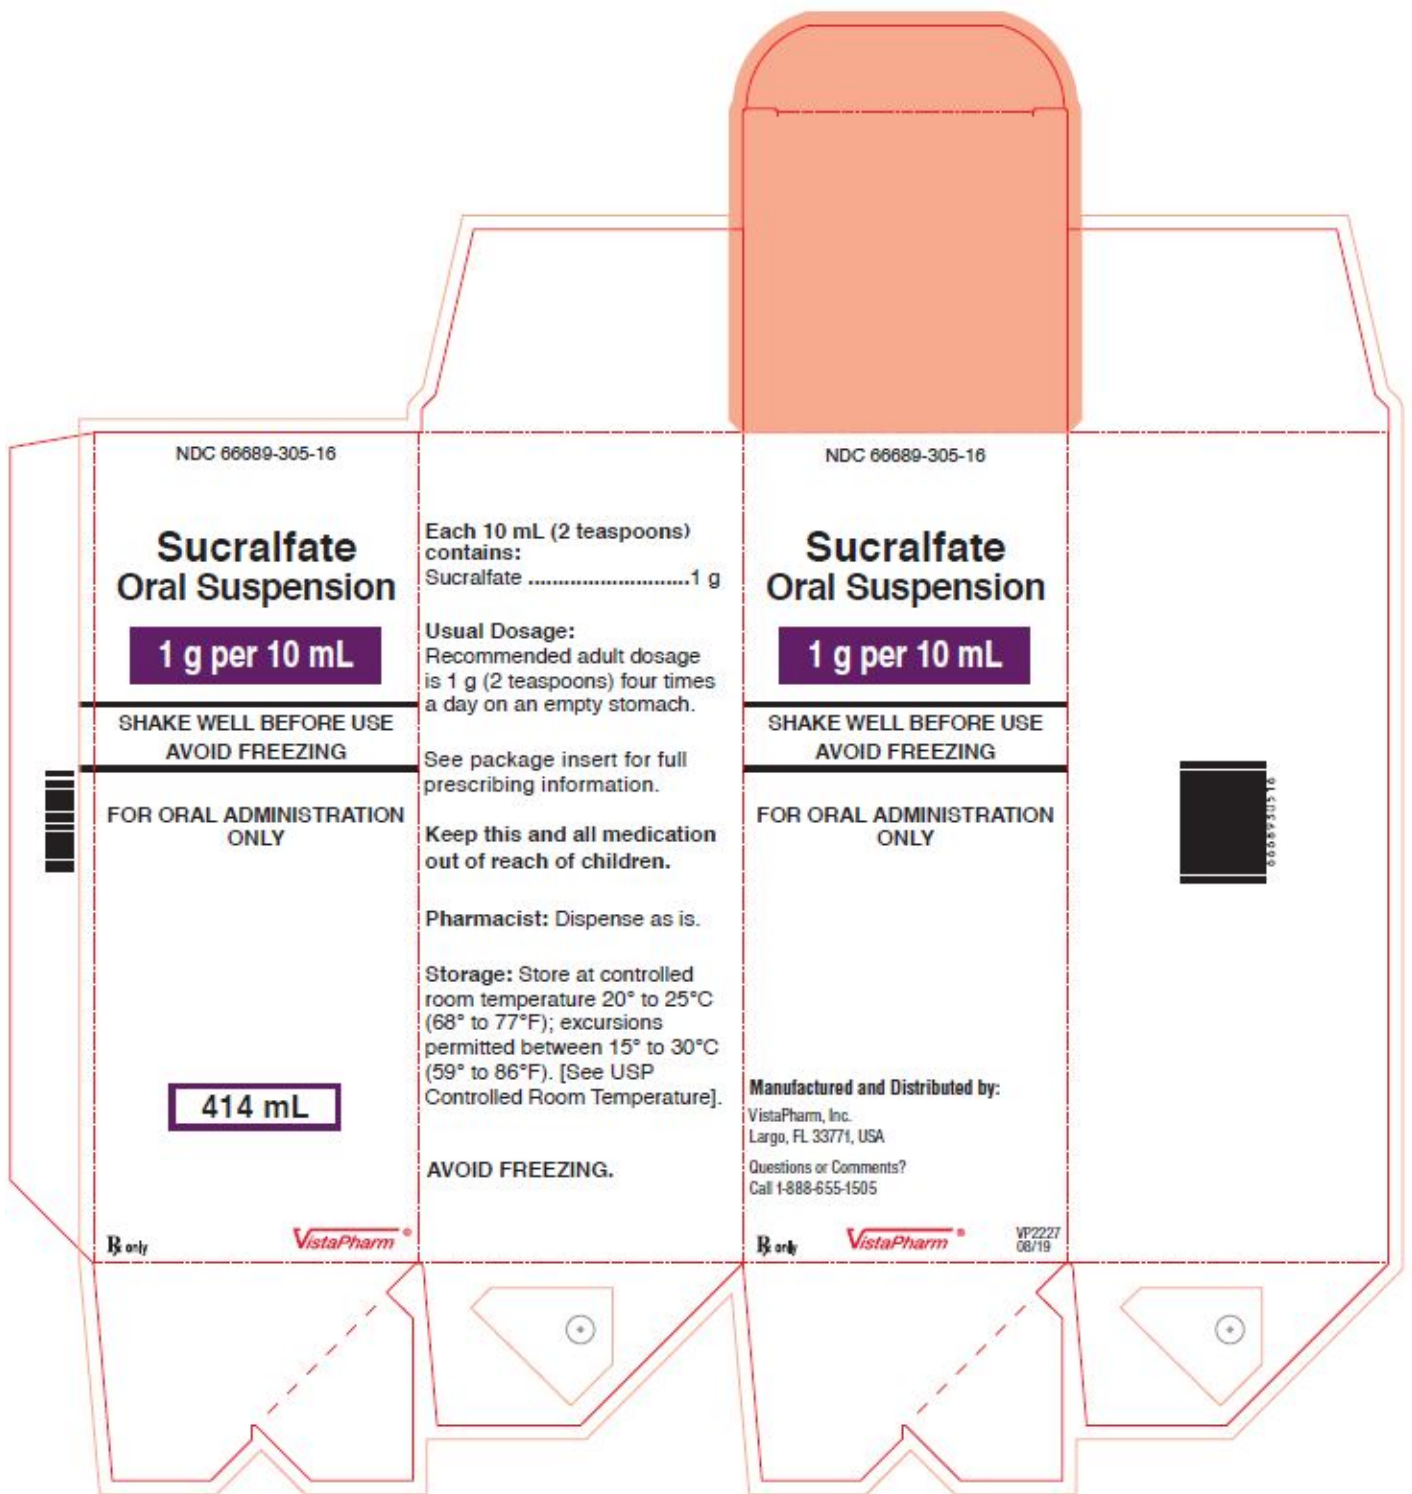 NDC 66689-305-16
Sucralfate
Oral Suspension
1 g per 10 mL
SHAKE WELL BEFORE USE
AVOID FREEZING
FOR ORAL ADMINISTRATION
ONLY
414 mL
Rx only
VistaPharm®
Each 10 mL (2 teaspoons)
contains:
Sucralfate ...........................1 g
Usual Dosage:
Recommended adult dosage
is 1 g (2 teaspoons) four times
a day on an empty stomach.
See package insert for full
prescribing information.
Keep this and all medication
out of reach of children.
Pharmacist: Dispense as is.
Storage: Store at controlled
room temperature 20° to 25°C
(68° to 77°F); excursions
permitted between 15° to 30°C
(59° to 86°F). [See USP
Controlled Room Temperature].
AVOID FREEZING.
NDC 66689-305-16
Sucralfate
Oral Suspension
1 g per 10 mL
SHAKE WELL BEFORE USE
AVOID FREEZING
FOR ORAL ADMINISTRATION
ONLY
Manufactured and Distributed by:
VistaPharm, Inc.
Largo, FL 33771, USA
Questions or Comments?
Call 1-888-655-1505
Rx only
VistaPharm®
VP2227
08/19
6668930516